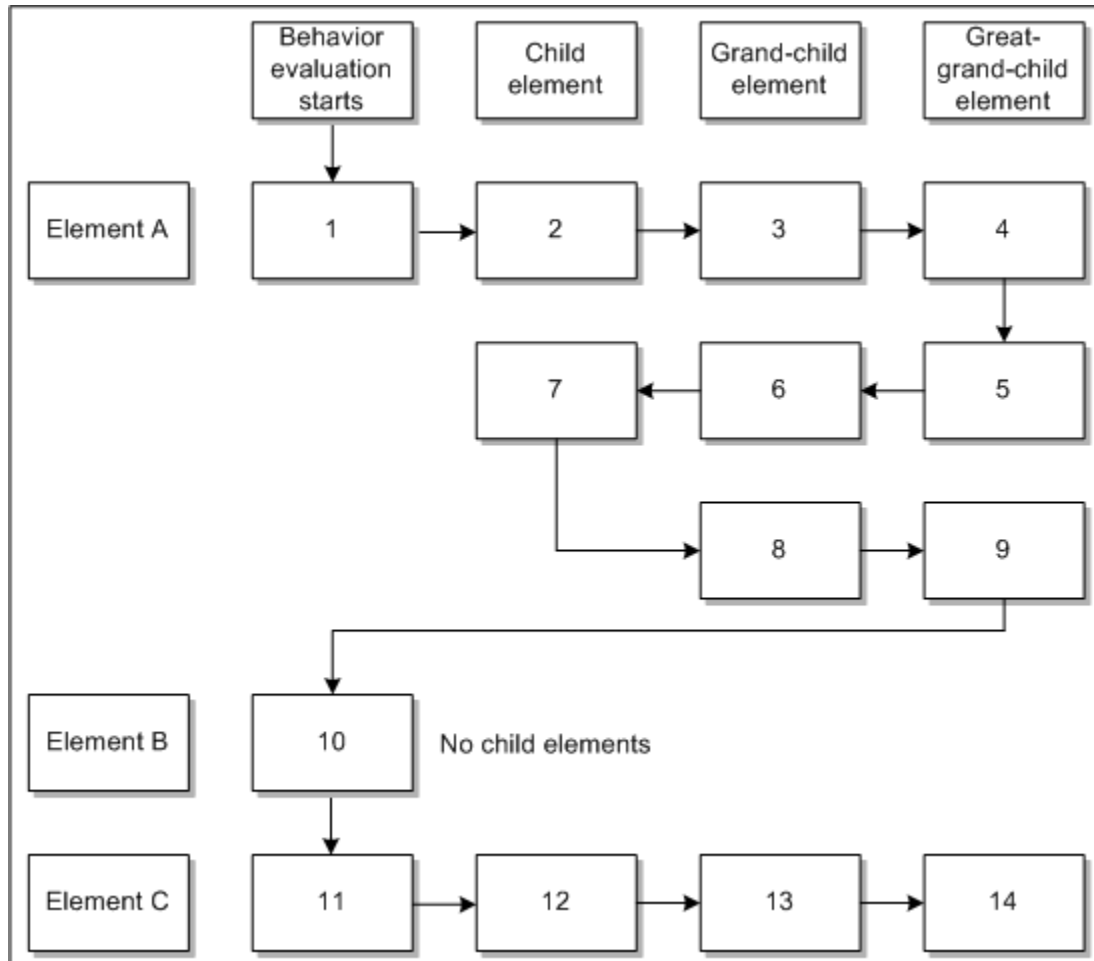 Behavior
evaluation
starts
Child
element
Grand-child
element
Great-
grand-child
element
Element A
1
2
3
4
7
6
5
8
9
Element B
10
No child elements
Element C
11
12
13
14